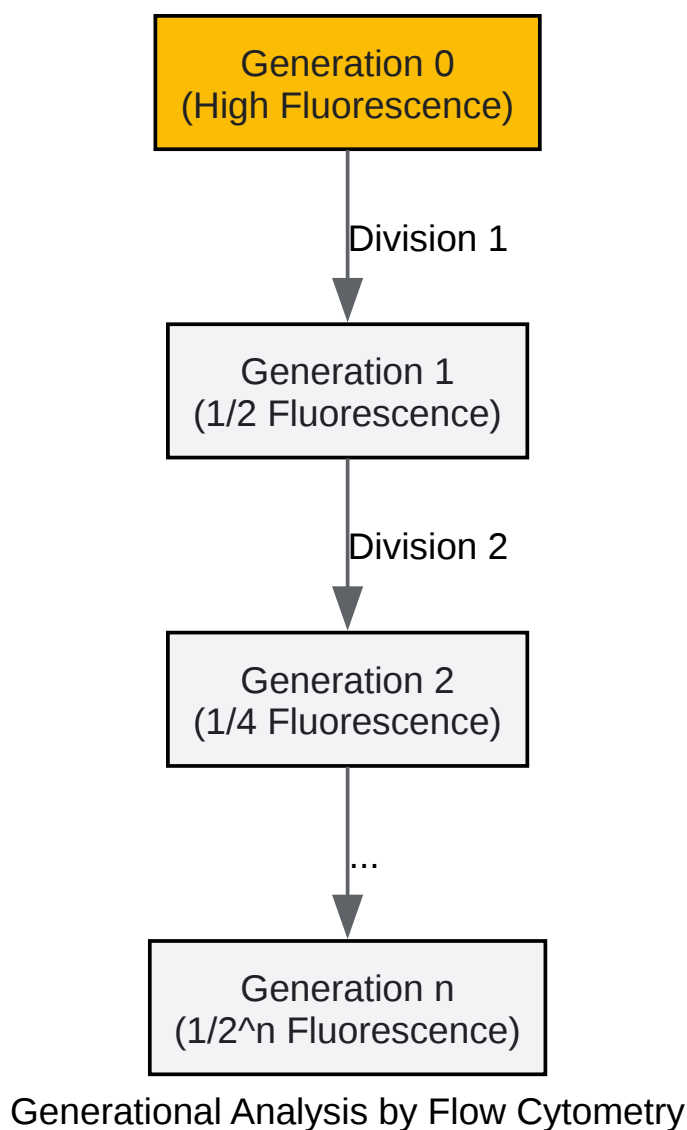 Generation 0
(High Fluorescence)
Division 1
Generation 1
(1/2 Fluorescence)
Division 2
Generation 2
(1/4 Fluorescence)
...
Generation n
(1/2^n Fluorescence)
Generational Analysis by Flow Cytometry